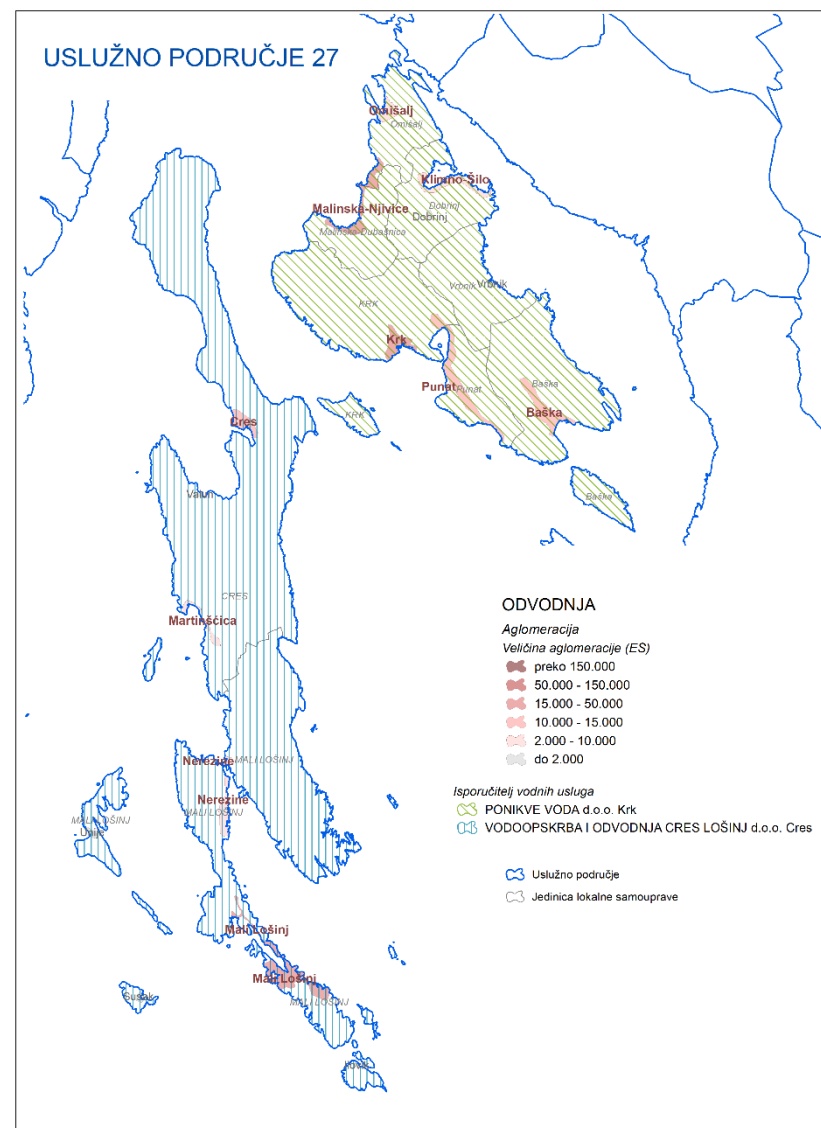 USLUŽNO PODRUČJE 27
Omišalj
Omišalj
Klimno-Šilo
Dobrinj
Dobrinj
Malinska-Njivice
Malinska-Dubašnica
Vrbnik Vrbnik
KRK
Krk
Punat Punat
Baška
Baška
KRK
Cres
Baška
Valun
CRES
Martinšćica
ODVODNJA
Aglomeracija
Veličina aglomeracije (ES)
preko 150.000
50.000 - 150.000
15.000 - 50.000
10.000 - 15.000
2.000 - 10.000
do 2.000
Isporučitelj vodnih usluga
PONIKVE VODA d.o.o. Krk
VODOOPSKRBA I ODVODNJA CRES LOŠINJ d.o.o. Cres
Uslužno područje
Jedinica lokalne samouprave
Nerezine MALI LOŠINJ
Nerezine
MALI LOŠINJ
MALI LOŠINJ
Unije
Mali Lošinj
Mali Lošinj
MALI LOŠINJ
Susak